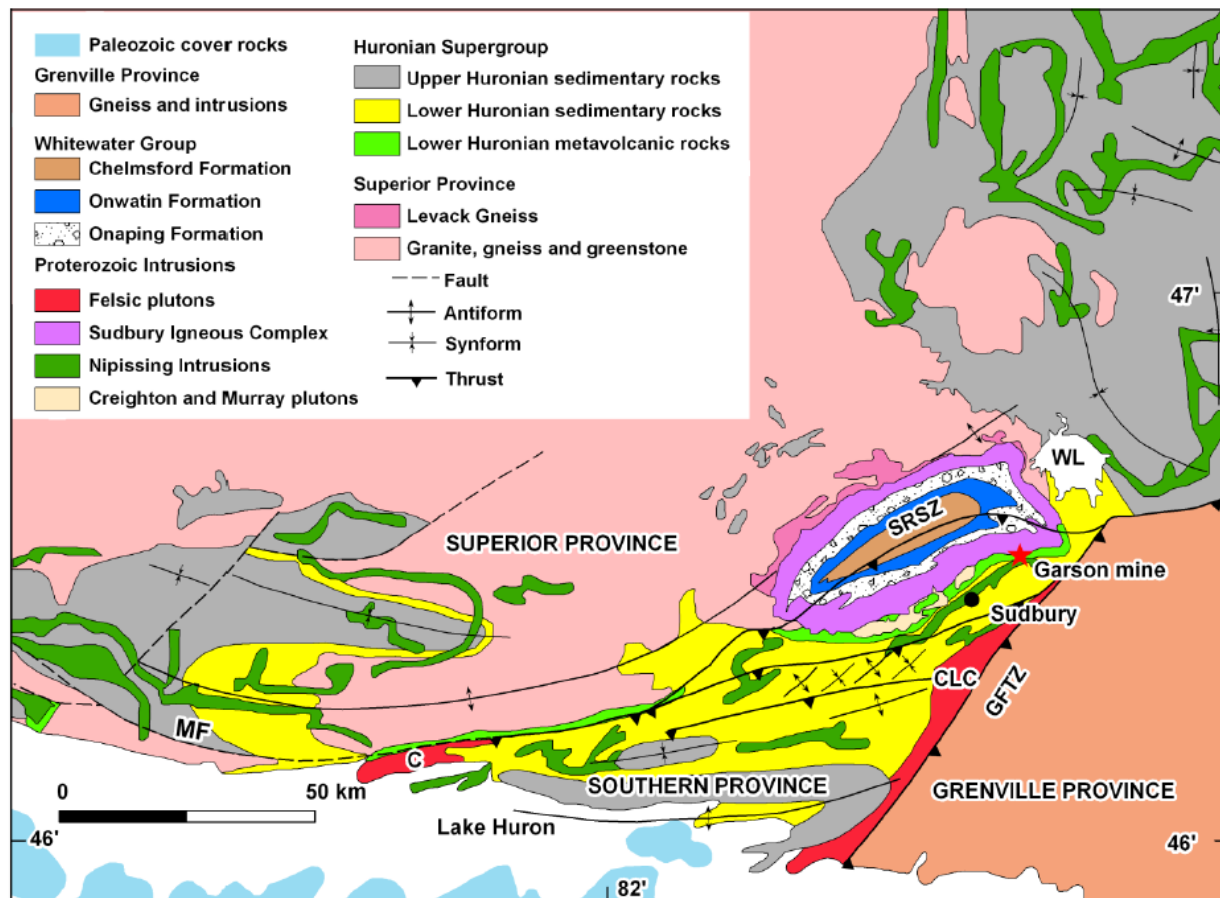 Paleozoic cover rocks
Grenville Province
Gneiss and intrusions
Whitewater Group
Chelmsford Formation
Onwatin Formation
Onaping Formation
Proterozoic Intrusions
Felsic plutons
Sudbury Igneous Complex
Nipissing Intrusions
Creighton and Murray plutons
Huronian Supergroup
Upper Huronian sedimentary rocks
Lower Huronian sedimentary rocks
Lower Huronian metavolcanic rocks
Superior Province
Levack Gneiss
Granite, gneiss and greenstone
Fault
Antiform
Synform
Thrust
47'
WL
SRSZ
SUPERIOR PROVINCE
Garson mine
Sudbury
CLC
GFTZ
MF
C
SOUTHERN PROVINCE
GRENVILLE PROVINCE
0 50 km
Lake Huron
46'
46'
82'